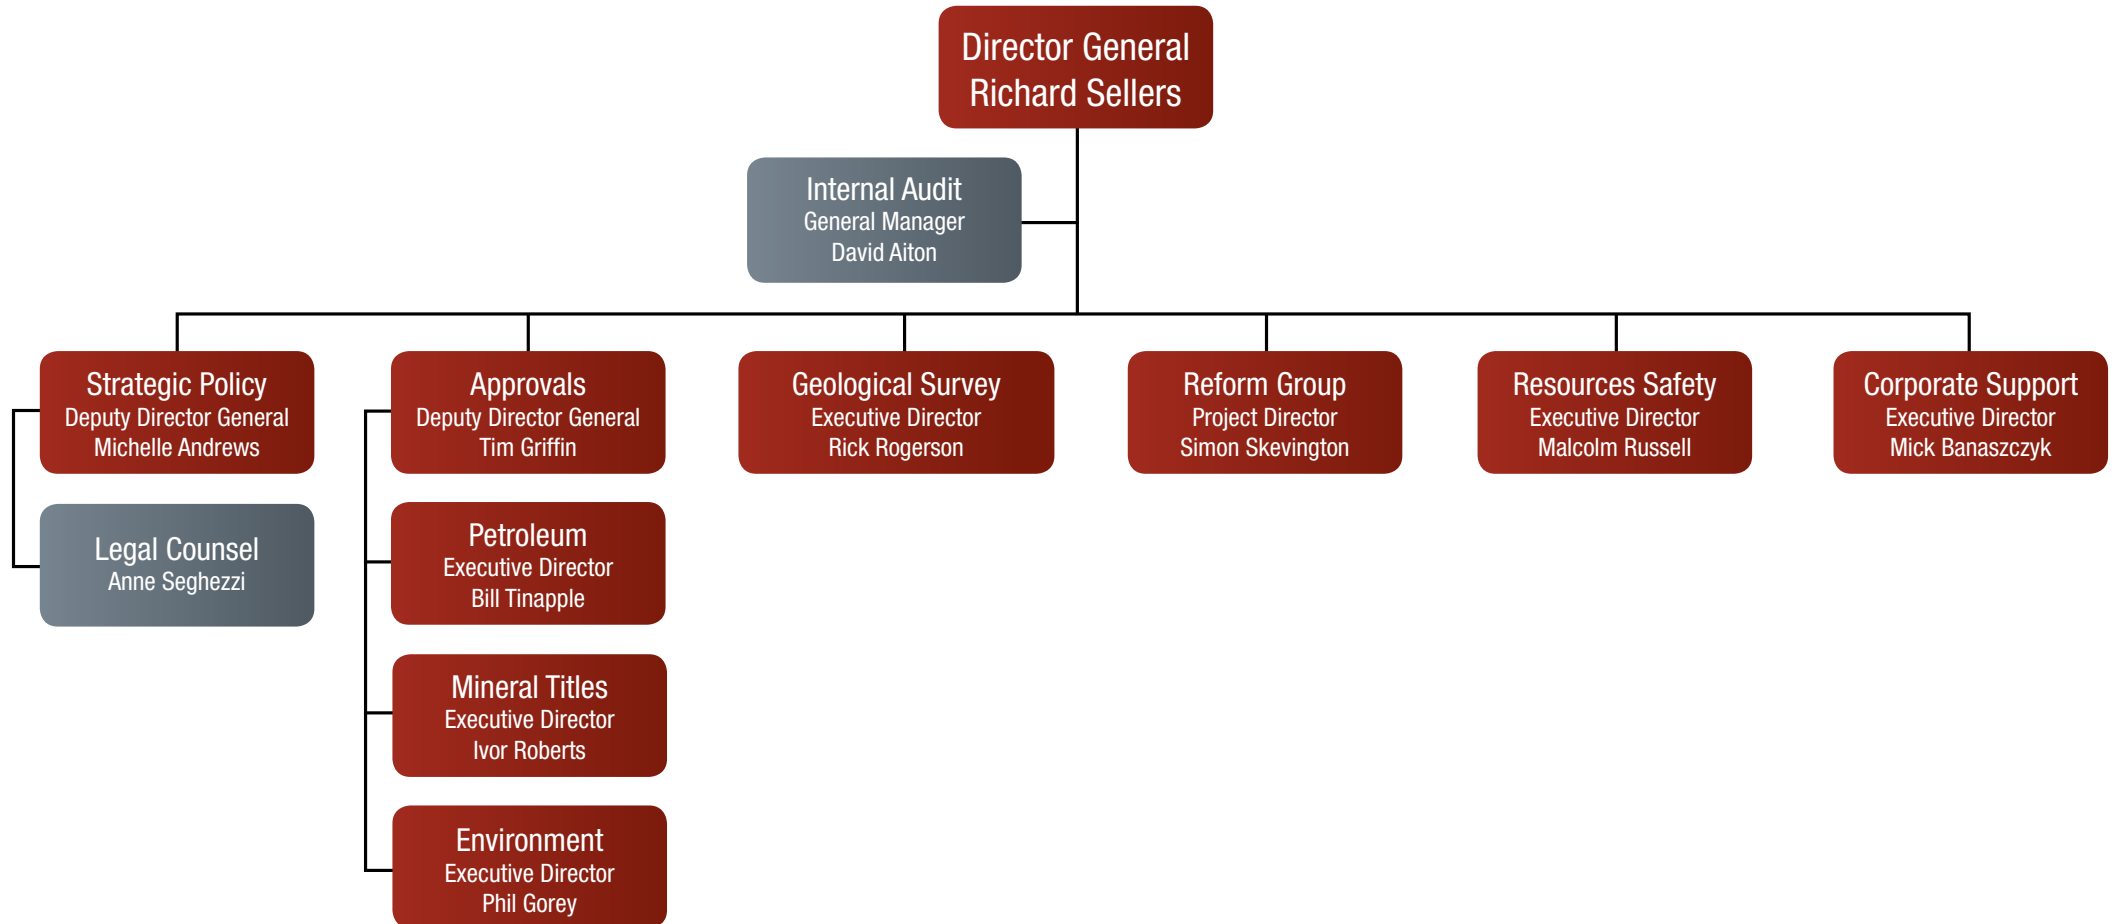 Director General
Richard Sellers
Internal Audit
General Manager
David Aiton
Strategic Policy
Deputy Director General
Michelle Andrews
Approvals
Deputy Director General
Tim Griffin
Geological Survey
Executive Director
Rick Rogerson
Reform Group
Project Director
Simon Skevington
Resources Safety
Executive Director
Malcolm Russell
Corporate Support
Executive Director
Mick Banaszczyk
Legal Counsel
Anne Seghezzi
Petroleum
Executive Director
Bill Tinapple
Mineral Titles
Executive Director
Ivor Roberts
Environment
Executive Director
Phil Gorey